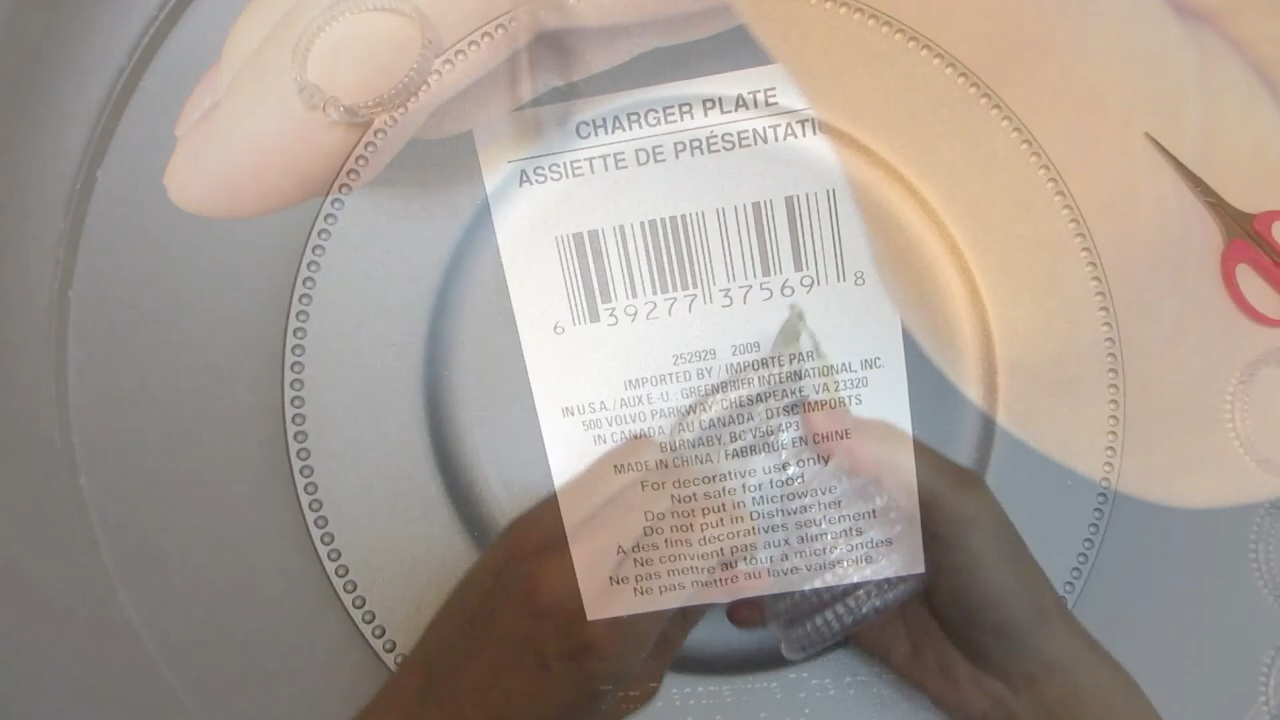 CHARGER PLATE
ASSIETTE DE PRÉSENTATIO
6 39277 37569 8
252929 2009
IMPORTED BY / IMPORTÉ PAR
IN U.S.A. / AUX E.-U.: GREENBRIER INTERNATIONAL, INC.
500 VOLVO PARKWAY, CHESAPEAKE, VA 23320
IN CANADA / AU CANADA: DTSC IMPORTS
BURNABY, BC V5G 4P3
MADE IN CHINA / FABRIQUÉ EN CHINE
For decorative use only
Not safe for food
Do not put in Microwave
Do not put in Dishwasher
À des fins décoratives seulement
Ne convient pas aux aliments
Ne pas mettre au four à micro-ondes
Ne pas mettre au lave-vaisselle